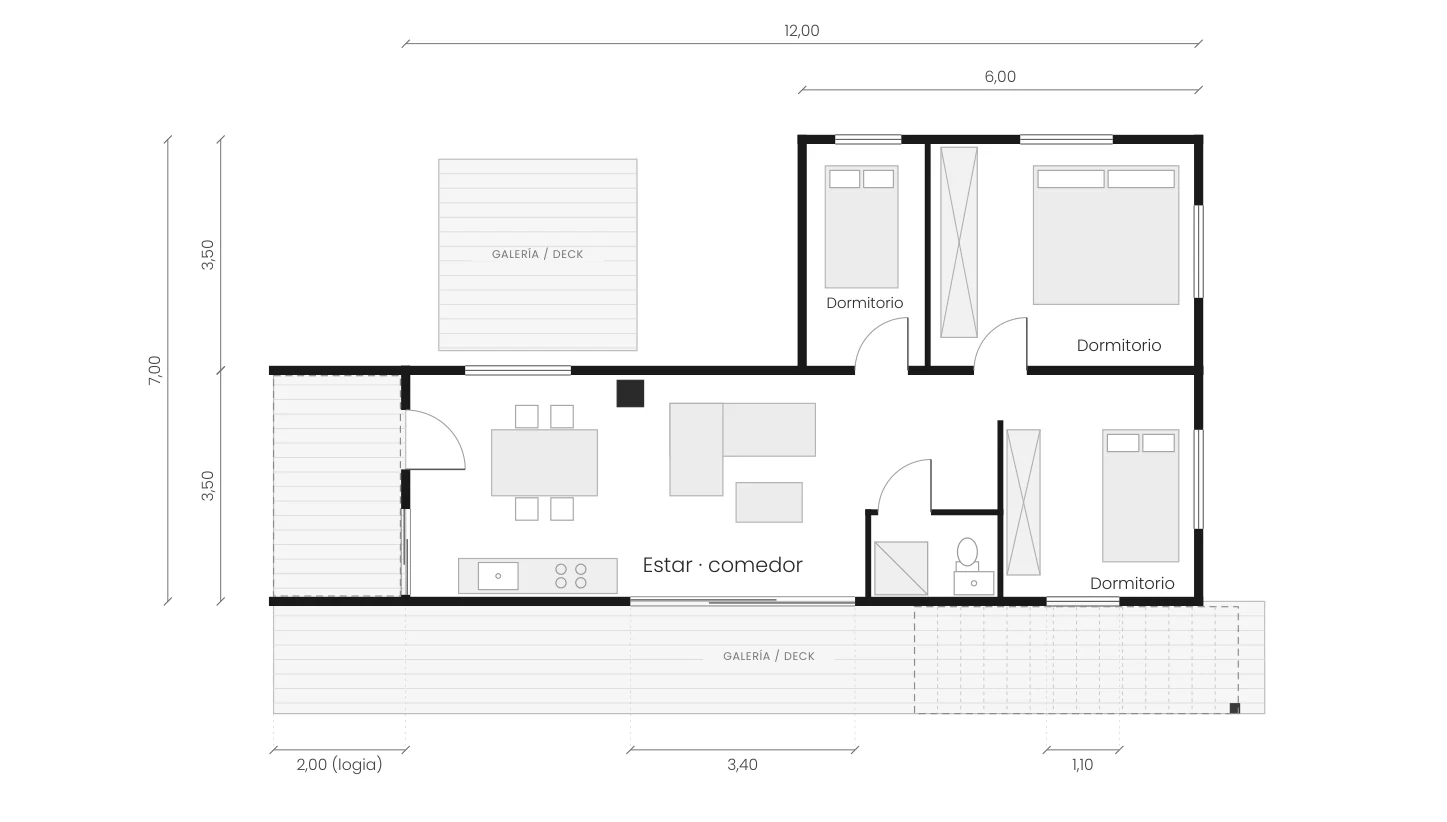 12,00
6,00
3,50
GALERÍA / DECK
Dormitorio
Dormitorio
7,00
3,50
Estar · comedor
Dormitorio
GALERÍA / DECK
2,00 (logia)
3,40
1,10